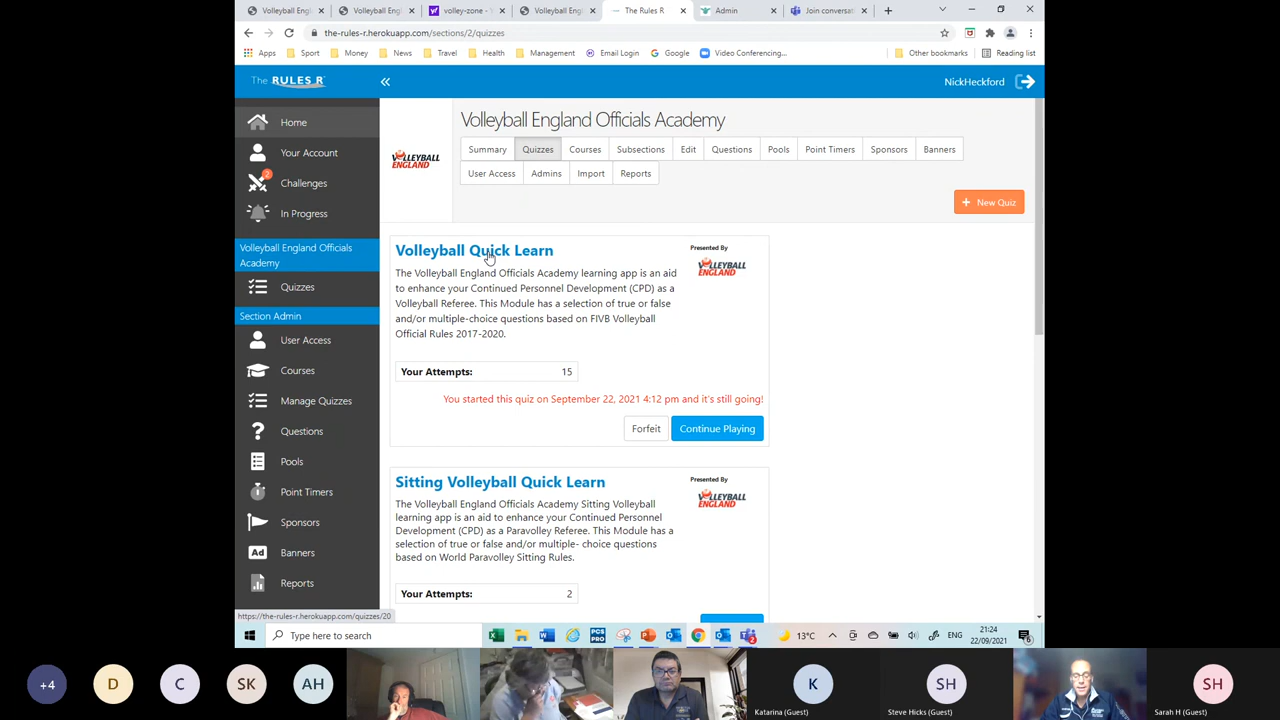 Volleyball Eng
Volleyball Eng
volley-zone - V
Volleyball Eng
The Rules R
Admin
Join conversat
the-rules-r.herokuapp.com/sections/2/quizzes
Apps
Sport
Money
News
Travel
Health
Management
Email Login
Google
Video Conferencing...
Other bookmarks
Reading list
The RULES R
«
NickHeckford
Home
Your Account
2
Challenges
In Progress
Volleyball England Officials
Academy
Quizzes
Section Admin
User Access
Courses
Manage Quizzes
Questions
Pools
Point Timers
Sponsors
Ad
Banners
Reports
https://the-rules-r.herokuapp.com/quizzes/20
VOLLEYBALL
ENGLAND
Volleyball England Officials Academy
Summary
Quizzes
Courses
Subsections
Edit
Questions
Pools
Point Timers
Sponsors
Banners
User Access
Admins
Import
Reports
+ New Quiz
Volleyball Quick Learn
Presented By
VOLLEYBALL
ENGLAND
The Volleyball England Officials Academy learning app is an aid
to enhance your Continued Personnel Development (CPD) as a
Volleyball Referee. This Module has a selection of true or false
and/or multiple-choice questions based on FIVB Volleyball
Official Rules 2017-2020.
Your Attempts: 15
You started this quiz on September 22, 2021 4:12 pm and it's still going!
Forfeit
Continue Playing
Sitting Volleyball Quick Learn
Presented By
VOLLEYBALL
ENGLAND
The Volleyball England Officials Academy Sitting Volleyball
learning app is an aid to enhance your Continued Personnel
Development (CPD) as a Paravolley Referee. This Module has a
selection of true or false and/or multiple- choice questions
based on World Paravolley Sitting Rules.
Your Attempts: 2
Type here to search
PCS
PRO
13°C
ENG
21:24
22/09/2021
6
+4
D
C
SK
AH
K
Katarina (Guest)
SH
Steve Hicks (Guest)
SH
Sarah H (Guest)